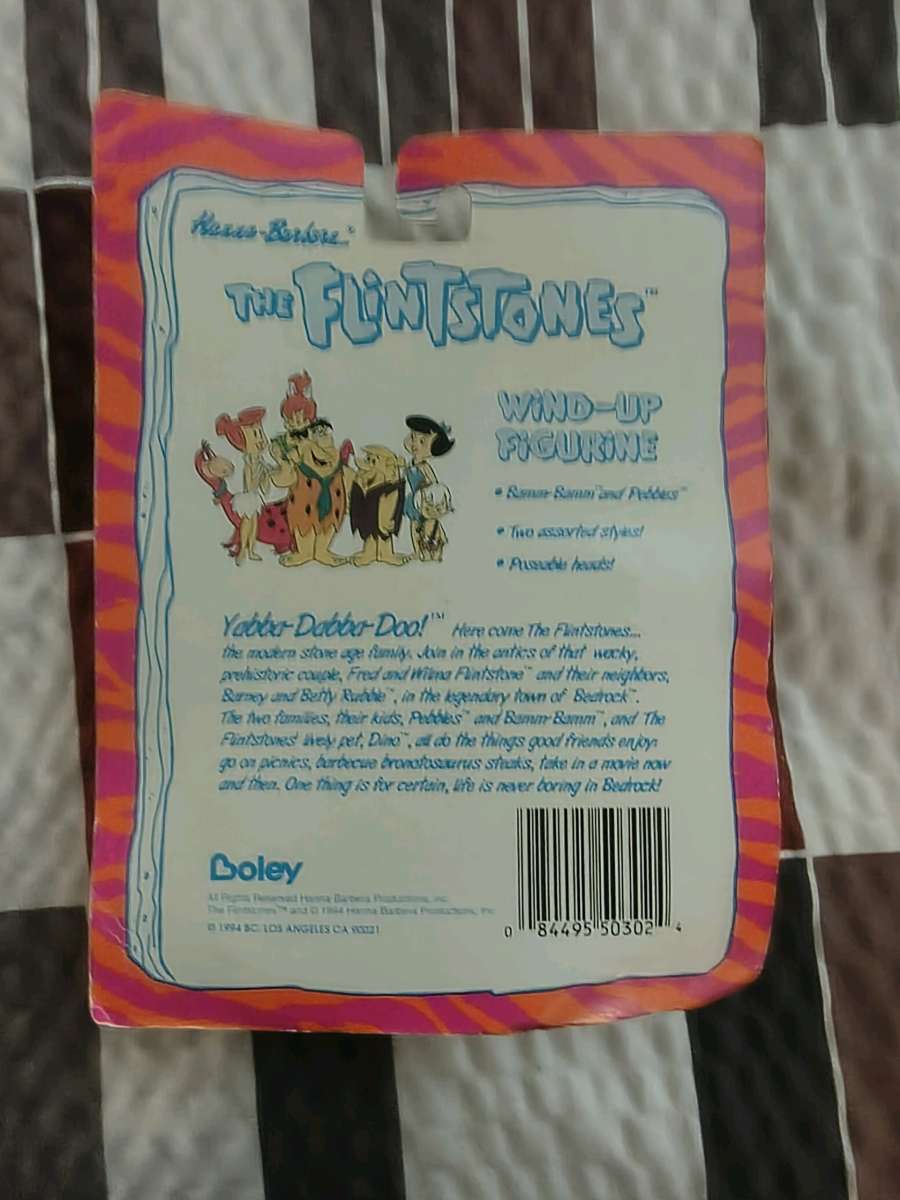 Hanna-Barbera
THE FLINTSTONES™
WIND-UP
FIGURINE
• Bamm-Bamm™ and Pebbles™
• Two assorted styles!
• Poseable heads!
Yabba-Dabba-Doo!™ Here come The Flintstones...
the modern stone age family. Join in the antics of that wacky,
prehistoric couple, Fred and Wilma Flintstone™ and their neighbors,
Barney and Betty Rubble™, in the legendary town of Bedrock™.
The two families, their kids, Pebbles™ and Bamm-Bamm™, and The
Flintstones' lively pet, Dino™, all do the things good friends enjoy:
go on picnics, barbecue brontosaurus steaks, take in a movie now
and then. One thing is for certain, life is never boring in Bedrock!
Boley
All Rights Reserved Hanna-Barbera Productions, Inc.
The Flintstones™ and © 1994 Hanna-Barbera Productions, Inc.
© 1994 BC. LOS ANGELES CA 90021
0 84495 50302 4